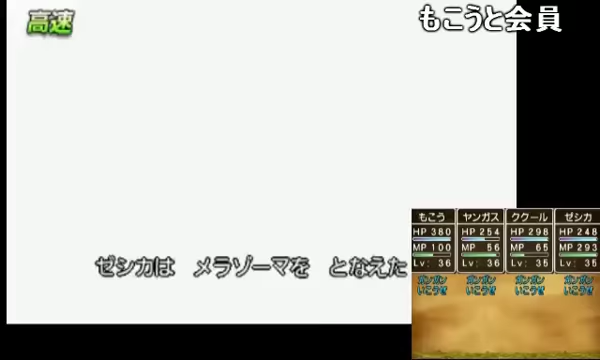 高速
もこうと会員
ゼシカは メラゾーマを となえた
もこう ヤンガス ククール ゼシカ
HP 380 HP 254 HP 298 HP 248
MP 100 MP 56 MP 65 MP 293
Lv: 36 Lv: 36 Lv: 35 Lv: 35
ガンガン ガンガン ガンガン ガンガン
いこうぜ いこうぜ いこうぜ いこうぜ